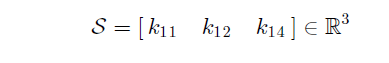 𝒮 = [ k₁₁ k₁₂ k₁₄ ] ∈ ℝ³